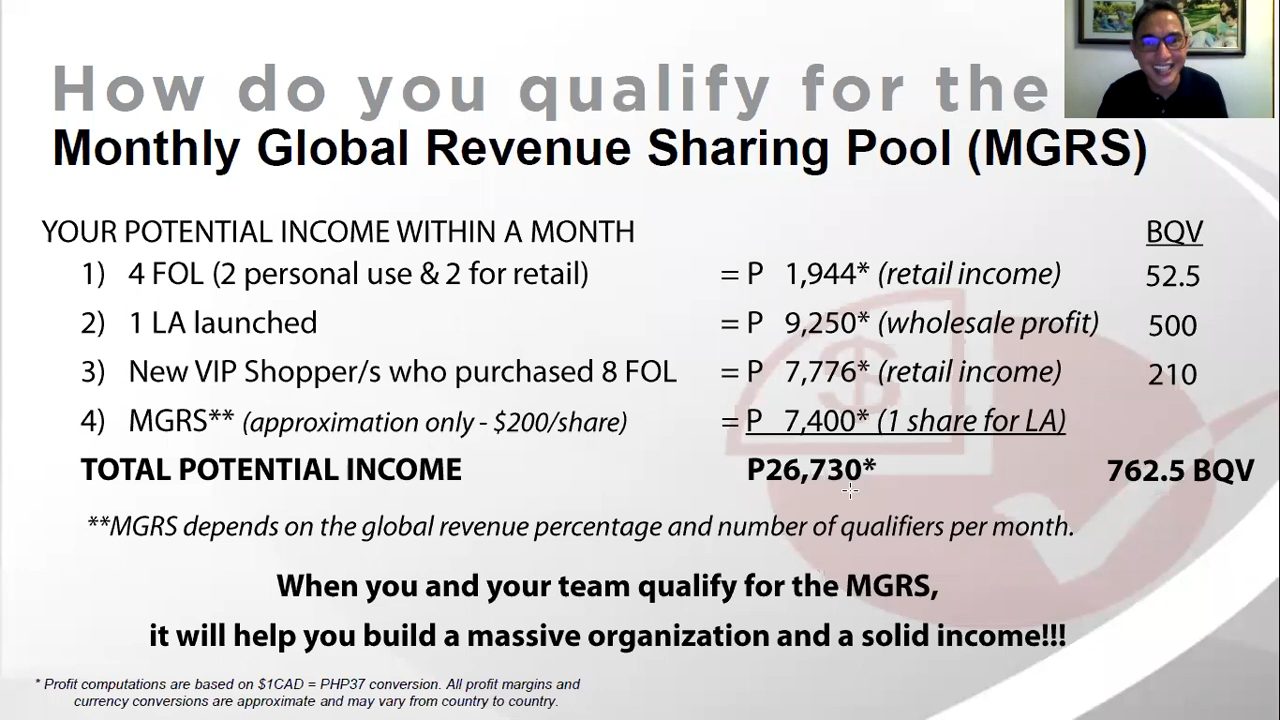 How do you qualify for the
Monthly Global Revenue Sharing Pool (MGRS)
YOUR POTENTIAL INCOME WITHIN A MONTH BQV
1) 4 FOL (2 personal use & 2 for retail) = P 1,944* (retail income) 52.5
2) 1 LA launched = P 9,250* (wholesale profit) 500
3) New VIP Shopper/s who purchased 8 FOL = P 7,776* (retail income) 210
4) MGRS** (approximation only - $200/share) = P 7,400* (1 share for LA)
TOTAL POTENTIAL INCOME P26,730* 762.5 BQV
**MGRS depends on the global revenue percentage and number of qualifiers per month.
When you and your team qualify for the MGRS,
it will help you build a massive organization and a solid income!!!
* Profit computations are based on $1CAD = PHP37 conversion. All profit margins and
currency conversions are approximate and may vary from country to country.